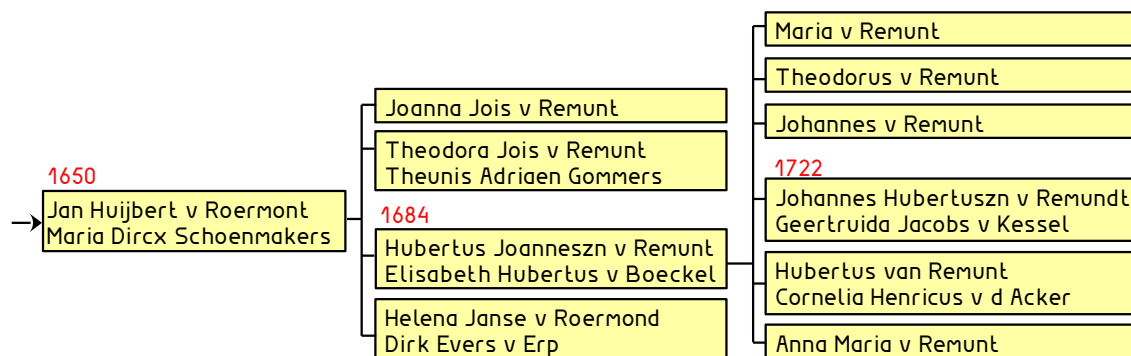 1650
Jan Huijbert v Roermont
Maria Dircx Schoenmakers
Joanna Jois v Remunt
Theodora Jois v Remunt
Theunis Adriaen Gommers
1684
Hubertus Joanneszn v Remunt
Elisabeth Hubertus v Boeckel
Helena Janse v Roermond
Dirk Evers v Erp
Maria v Remunt
Theodorus v Remunt
Johannes v Remunt
1722
Johannes Hubertuszn v Remundt
Geertruida Jacobs v Kessel
Hubertus van Remunt
Cornelia Henricus v d Acker
Anna Maria v Remunt